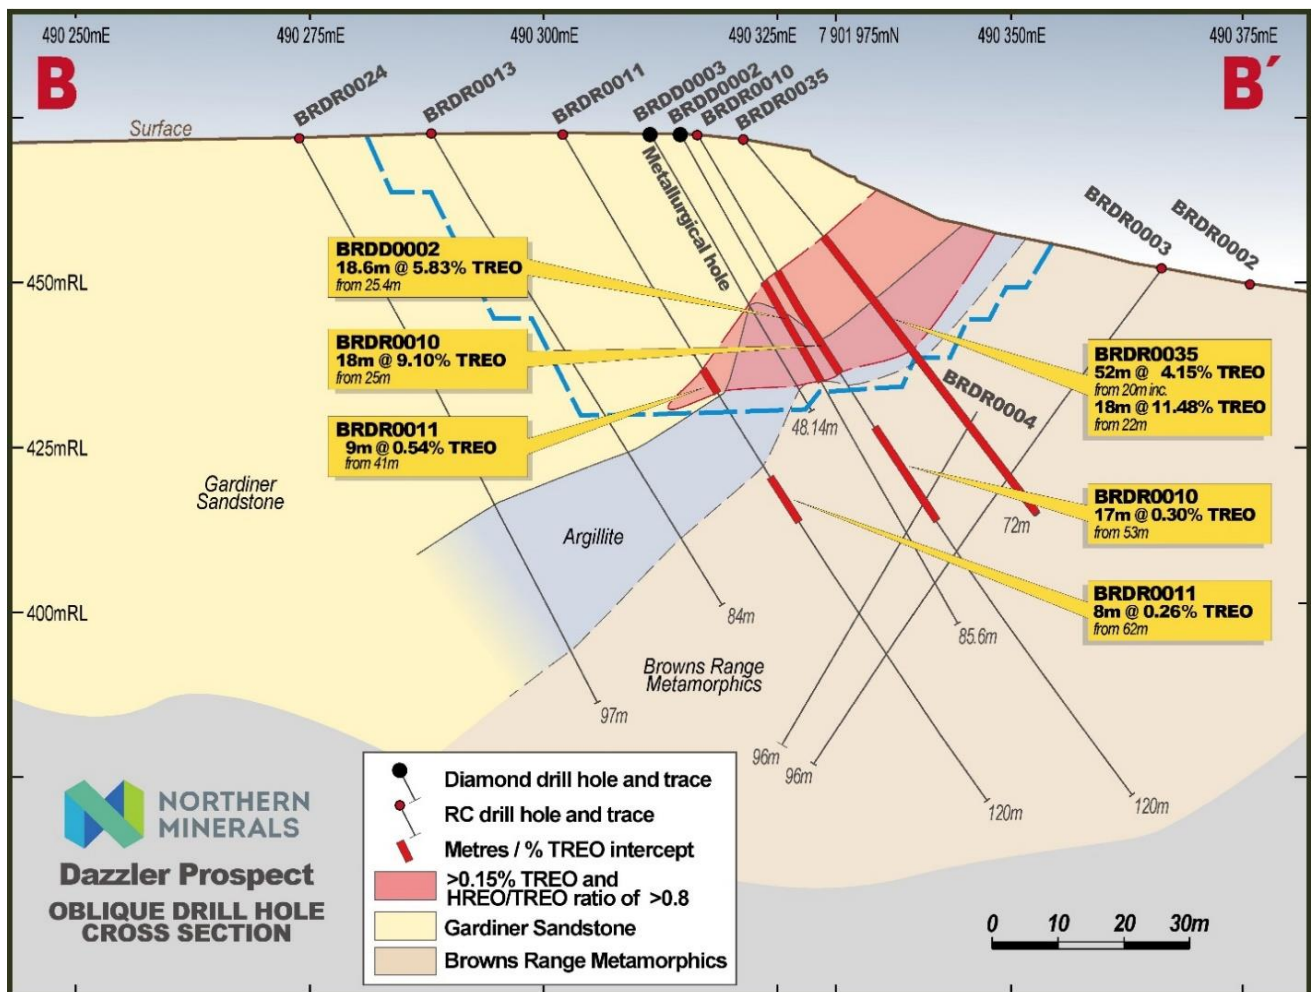 490 250mE
490 275mE
490 300mE
490 325mE
7 901 975mN
490 350mE
490 375mE
B
B´
BRDR0024
BRDR0013
BRDR0011
BRDD0003
BRDD0002
BRDR0010
BRDR0035
BRDR0003
BRDR0002
Surface
Metallurgical hole
BRDD0002
18.6m @ 5.83% TREO
from 25.4m
450mRL
BRDR0010
18m @ 9.10% TREO
from 25m
BRDR0035
52m @ 4.15% TREO
from 20m inc.
18m @ 11.48% TREO
from 22m
BRDR0004
BRDR0011
9m @ 0.54% TREO
from 41m
425mRL
48.14m
Gardiner
Sandstone
BRDR0010
17m @ 0.30% TREO
from 53m
72m
Argillite
BRDR0011
8m @ 0.26% TREO
from 62m
400mRL
84m
85.6m
Browns Range
Metamorphics
97m
96m
96m
120m
120m
NORTHERN
MINERALS
Dazzler Prospect
OBLIQUE DRILL HOLE
CROSS SECTION
Diamond drill hole and trace
RC drill hole and trace
Metres / % TREO intercept
>0.15% TREO and
HREO/TREO ratio of >0.8
Gardiner Sandstone
Browns Range Metamorphics
0 10 20 30m